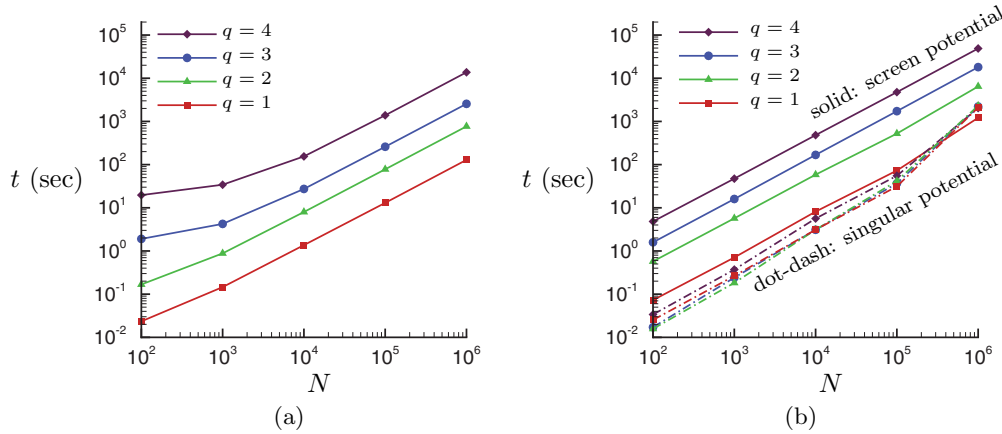 q = 4
q = 3
q = 2
q = 1
10^5
10^4
10^3
10^2
10^1
10^0
10^-1
10^-2
t (sec)
10^2
10^3
10^4
10^5
10^6
N
(a)
q = 4
q = 3
q = 2
q = 1
solid: screen potential
dot-dash: singular potential
10^5
10^4
10^3
10^2
10^1
10^0
10^-1
10^-2
t (sec)
10^2
10^3
10^4
10^5
10^6
N
(b)